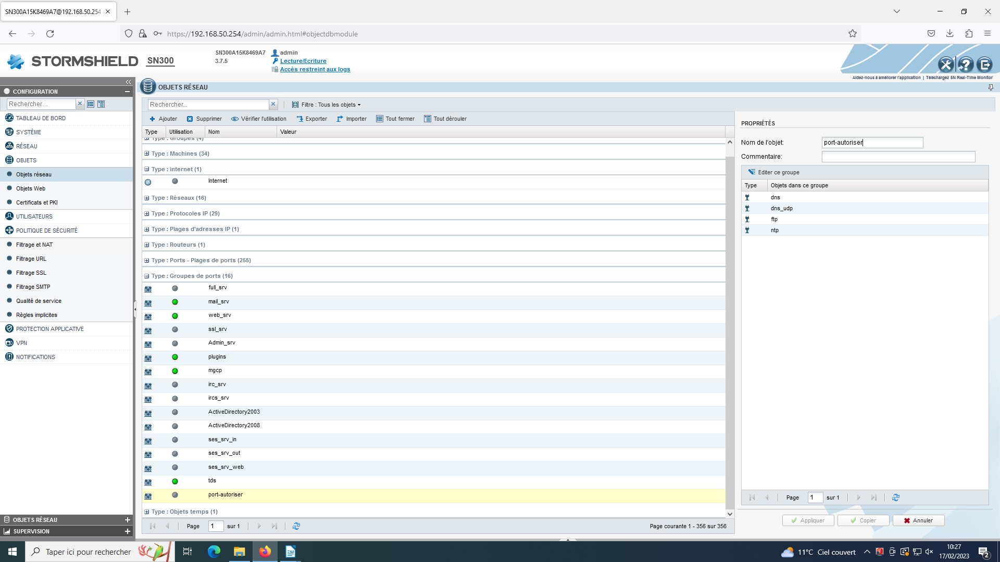 SN300A15K8469A7@192.168.50.254
https://192.168.50.254/admin/admin.html#objectdbmodule
STORMSHIELD SN300
SN300A15K8469A7
3.7.5
admin
Lecture/Ecriture
Accès restreint aux logs
Aidez-nous à améliorer l'application | Téléchargez SN Real-Time Monitor
CONFIGURATION
Rechercher...
TABLEAU DE BORD
SYSTÈME
RÉSEAU
OBJETS
Objets réseau
Objets Web
Certificats et PKI
UTILISATEURS
POLITIQUE DE SÉCURITÉ
Filtrage et NAT
Filtrage URL
Filtrage SSL
Filtrage SMTP
Qualité de service
Règles implicites
PROTECTION APPLICATIVE
VPN
NOTIFICATIONS
OBJETS RÉSEAU
SUPERVISION
OBJETS RÉSEAU
Rechercher...
Filtre : Tous les objets
Ajouter Supprimer Vérifier l'utilisation Exporter Importer Tout fermer Tout dérouler
Type Utilisation Nom Valeur
Type : Groupes (4)
Type : Machines (34)
Type : internet (1)
Internet
Type : Réseaux (16)
Type : Protocoles IP (29)
Type : Plages d'adresses IP (1)
Type : Routeurs (1)
Type : Ports - Plages de ports (255)
Type : Groupes de ports (16)
full_srv
mail_srv
web_srv
ssl_srv
Admin_srv
plugins
mgcp
irc_srv
ircs_srv
ActiveDirectory2003
ActiveDirectory2008
ses_srv_in
ses_srv_out
ses_srv_web
tds
port-autoriser
Type : Objets temps (1)
Page 1 sur 1
Page courante 1 - 356 sur 356
PROPRIÉTÉS
Nom de l'objet: port-autoriser
Commentaire:
Editer ce groupe
Type Objets dans ce groupe
dns
dns_udp
ftp
ntp
Page 1 sur 1
Appliquer Copier Annuler
Taper ici pour rechercher
11°C Ciel couvert
10:27
17/02/2023
2